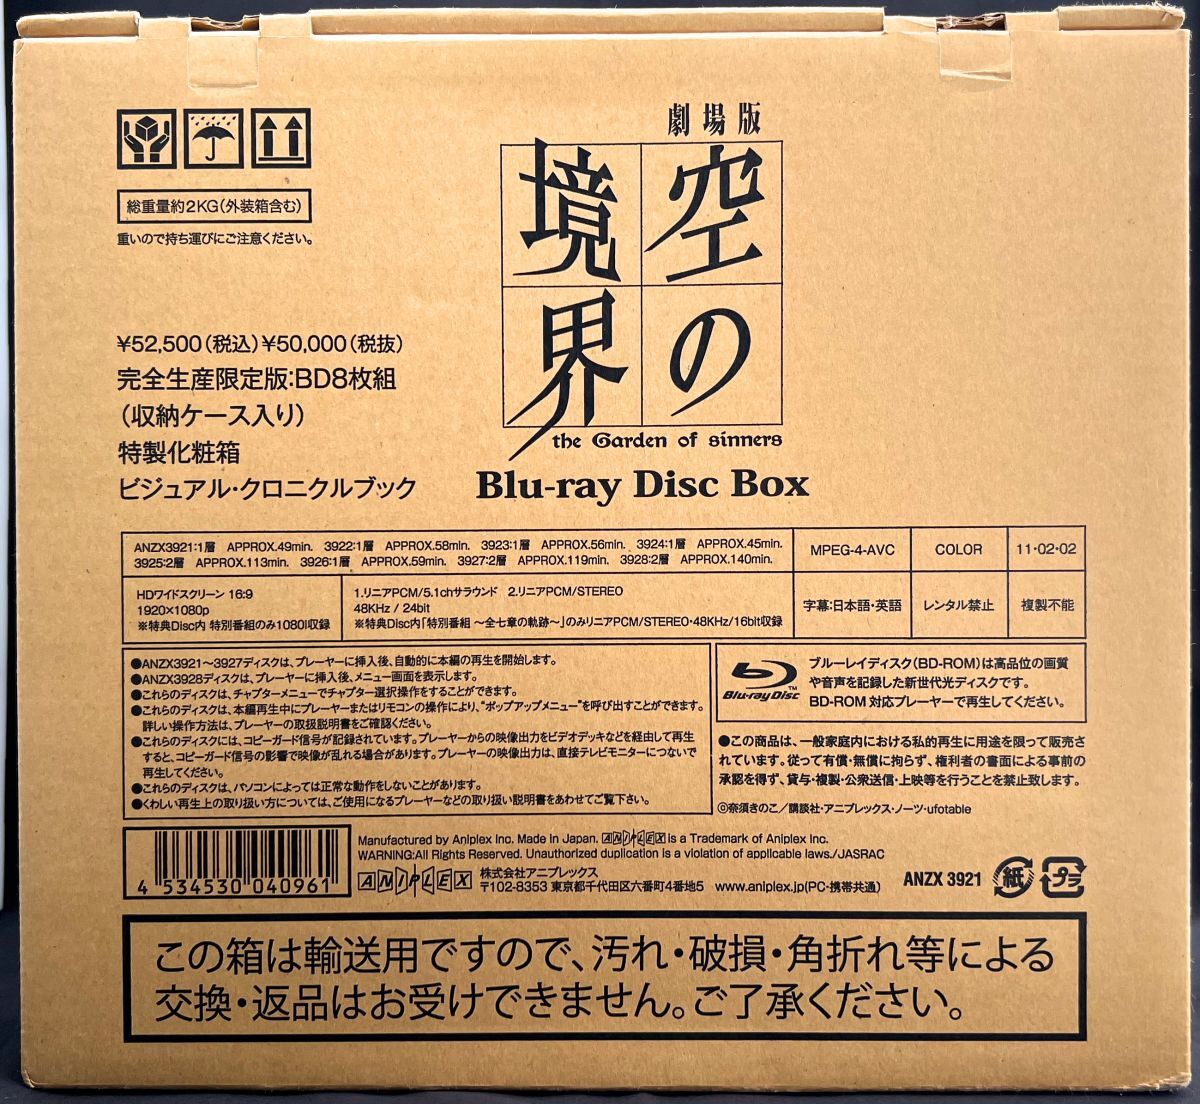 劇場版
空の
境界
the Garden of sinners
Blu-ray Disc Box
総重量約2KG(外装箱含む)
重いので持ち運びにご注意ください。
¥52,500(税込)¥50,000(税抜)
完全生産限定版:BD8枚組
(収納ケース入り)
特製化粧箱
ビジュアル・クロニクルブック
ANZX3921:1層 APPROX.49min. 3922:1層 APPROX.58min. 3923:1層 APPROX.56min. 3924:1層 APPROX.45min.
3925:2層 APPROX.113min. 3926:1層 APPROX.59min. 3927:2層 APPROX.119min. 3928:2層 APPROX.140min.
MPEG-4-AVC
COLOR
11・02・02
HDワイドスクリーン 16:9
1920×1080p
※特典Disc内 特別番組のみ1080I収録
1.リニアPCM/5.1chサラウンド 2.リニアPCM/STEREO
48KHz / 24bit
※特典Disc内「特別番組 〜全七章の軌跡〜」のみリニアPCM/STEREO・48KHz/16bit収録
字幕:日本語・英語
レンタル禁止
複製不能
●ANZX3921〜3927ディスクは、プレーヤーに挿入後、自動的に本編の再生を開始します。
●ANZX3928ディスクは、プレーヤーに挿入後、メニュー画面を表示します。
●これらのディスクは、チャプターメニューでチャプター選択操作をすることができます。
●これらのディスクは、本編再生中にプレーヤーまたはリモコンの操作により、“ポップアップメニュー”を呼び出すことができます。
詳しい操作方法は、プレーヤーの取扱説明書をご確認ください。
●これらのディスクには、コピーガード信号が記録されています。プレーヤーからの映像出力をビデオデッキなどを経由して再生
すると、コピーガード信号の影響で映像が乱れる場合があります。プレーヤーの映像出力は、直接テレビモニターにつないで
再生してください。
●これらのディスクは、パソコンによっては正常な動作をしないことがあります。
●くわしい再生上の取り扱い方については、ご使用になるプレーヤーなどの取り扱い説明書をあわせてご覧下さい。
Blu-ray Disc™
ブルーレイディスク(BD-ROM)は高品位の画質
や音声を記録した新世代光ディスクです。
BD-ROM 対応プレーヤーで再生してください。
●この商品は、一般家庭内における私的再生に用途を限って販売さ
れています。従って有償・無償に拘らず、権利者の書面による事前の
承認を得ず、貸与・複製・公衆送信・上映等を行うことを禁止致します。
©奈須きのこ/講談社・アニプレックス・ノーツ・ufotable
4 534530 040961
Manufactured by Aniplex Inc. Made in Japan. ANIPLEX is a Trademark of Aniplex Inc.
WARNING:All Rights Reserved. Unauthorized duplication is a violation of applicable laws./JASRAC
ANIPLEX
株式会社アニプレックス
〒102-8353 東京都千代田区六番町4番地5 www.aniplex.jp(PC・携帯共通)
ANZX 3921
紙
プラ
この箱は輸送用ですので、汚れ・破損・角折れ等による
交換・返品はお受けできません。ご了承ください。